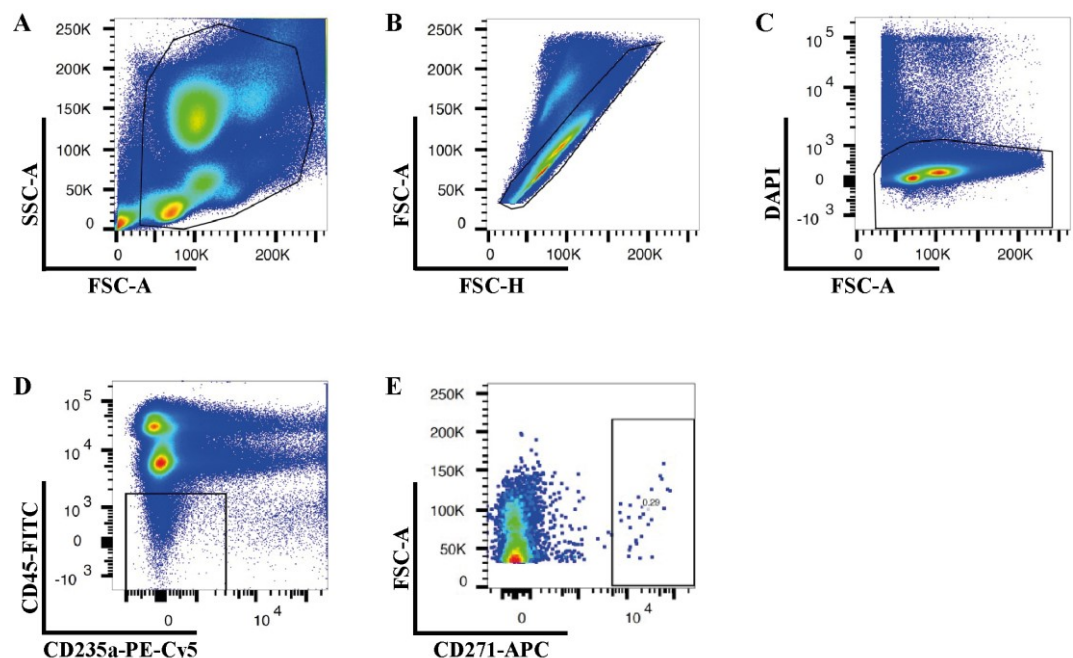 A
250K
200K
150K
100K
50K
0
SSC-A
0
100K
200K
FSC-A
B
250K
200K
150K
100K
50K
0
FSC-A
0
100K
200K
FSC-H
C
10 5
10 4
10 3
0
-10 3
DAPI
0
100K
200K
FSC-A
D
10 5
10 4
10 3
0
-10 3
CD45-FITC
0
10 4
CD235a-PE-Cy5
E
250K
200K
150K
100K
50K
0
FSC-A
0.29
0
10 4
CD271-APC